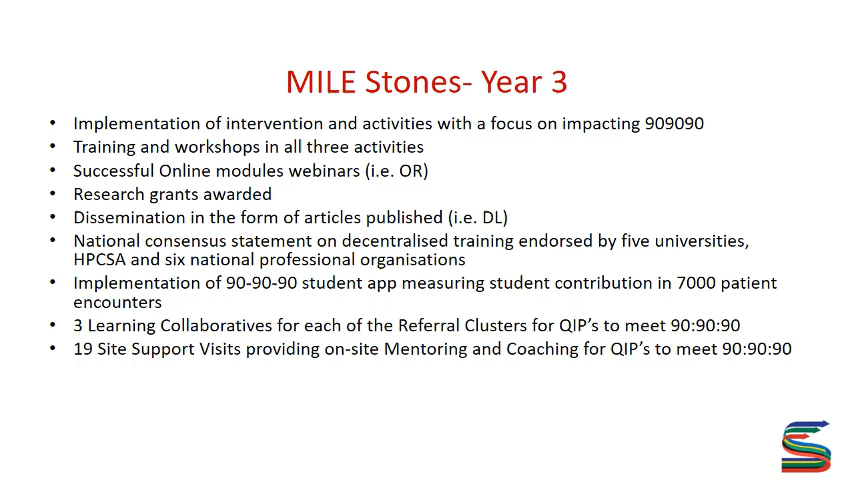 MILE Stones- Year 3
• Implementation of intervention and activities with a focus on impacting 909090
• Training and workshops in all three activities
• Successful Online modules webinars (i.e. OR)
• Research grants awarded
• Dissemination in the form of articles published (i.e. DL)
• National consensus statement on decentralised training endorsed by five universities,
HPCSA and six national professional organisations
• Implementation of 90-90-90 student app measuring student contribution in 7000 patient
encounters
• 3 Learning Collaboratives for each of the Referral Clusters for QIP's to meet 90:90:90
• 19 Site Support Visits providing on-site Mentoring and Coaching for QIP's to meet 90:90:90